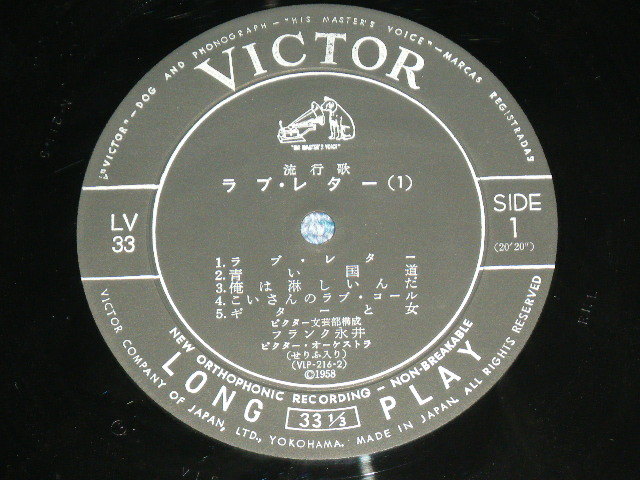 "VICTOR"—DOG AND PHONOGRAPH—"HIS MASTER'S VOICE"—MARCAS REGISTRADAS
VICTOR
"HIS MASTER'S VOICE"
流行歌
ラブ・レター(1)
LV
33
SIDE
1
(20'20")
1.ラブ・レター
2.青い国道
3.俺は淋しいんだ
4.こいさんのラブ・コール
5.ギターと女
ビクター文芸部構成
フランク永井
ビクター・オーケストラ
(せりふ入り)
(VLP-216-2)
©1958
NEW ORTHOPHONIC RECORDING – NON-BREAKABLE
LONG 33 1/3 PLAY
VICTOR COMPANY OF JAPAN, LTD., YOKOHAMA. MADE IN JAPAN. ALL RIGHTS RESERVED